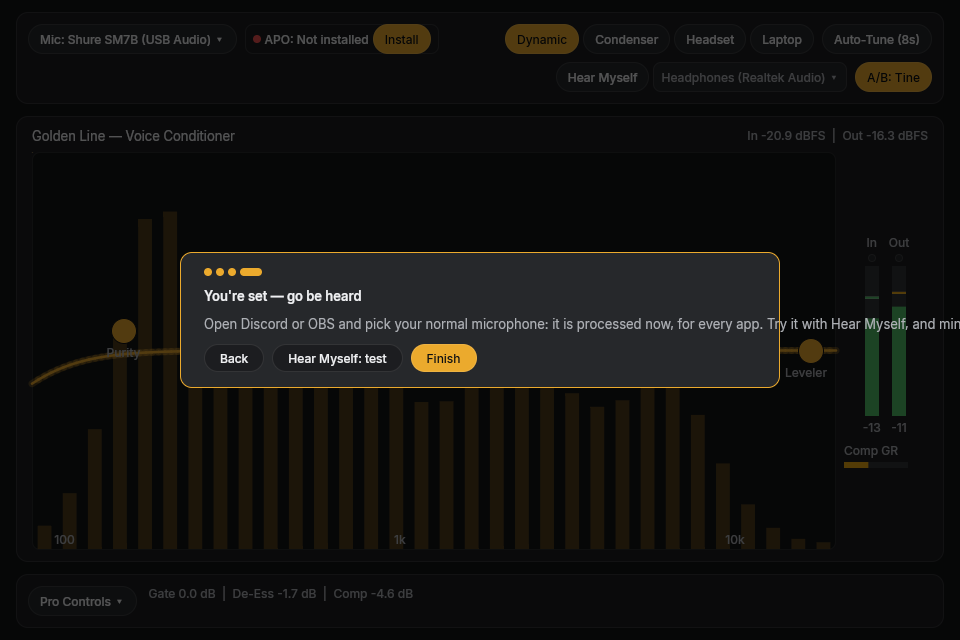 Mic: Shure SM7B (USB Audio)
APO: Not installed
Install
Dynamic
Condenser
Headset
Laptop
Auto-Tune (8s)
Hear Myself
Headphones (Realtek Audio)
A/B: Tine
Golden Line — Voice Conditioner
In -20.9 dBFS | Out -16.3 dBFS
In
Out
You're set — go be heard
Open Discord or OBS and pick your normal microphone: it is processed now, for every app. Try it with Hear Myself, and min
Purity
Back
Hear Myself: test
Finish
Leveler
-13
-11
Comp GR
100
1k
10k
Pro Controls
Gate 0.0 dB | De-Ess -1.7 dB | Comp -4.6 dB